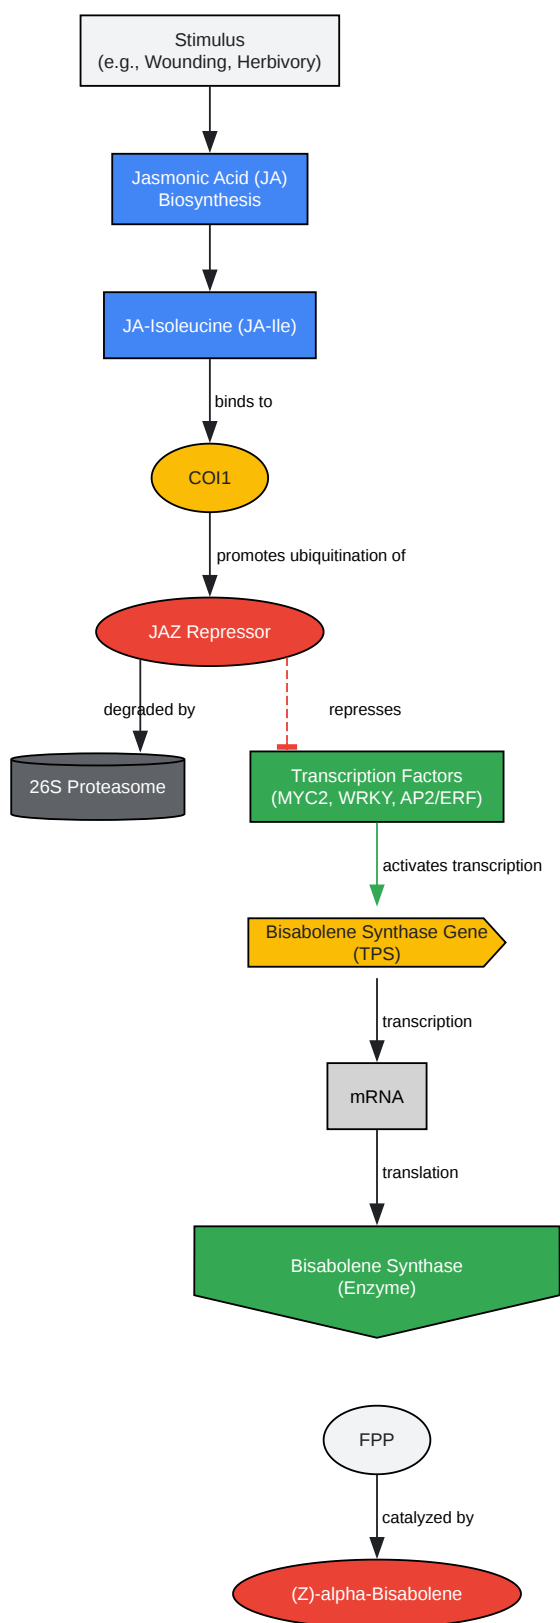 Stimulus
(e.g., Wounding, Herbivory)
Jasmonic Acid (JA)
Biosynthesis
JA-Isoleucine (JA-Ile)
binds to
COI1
promotes ubiquitination of
JAZ Repressor
degraded by
represses
26S Proteasome
Transcription Factors
(MYC2, WRKY, AP2/ERF)
activates transcription
Bisabolene Synthase Gene
(TPS)
transcription
mRNA
translation
Bisabolene Synthase
(Enzyme)
FPP
catalyzed by
(Z)-alpha-Bisabolene